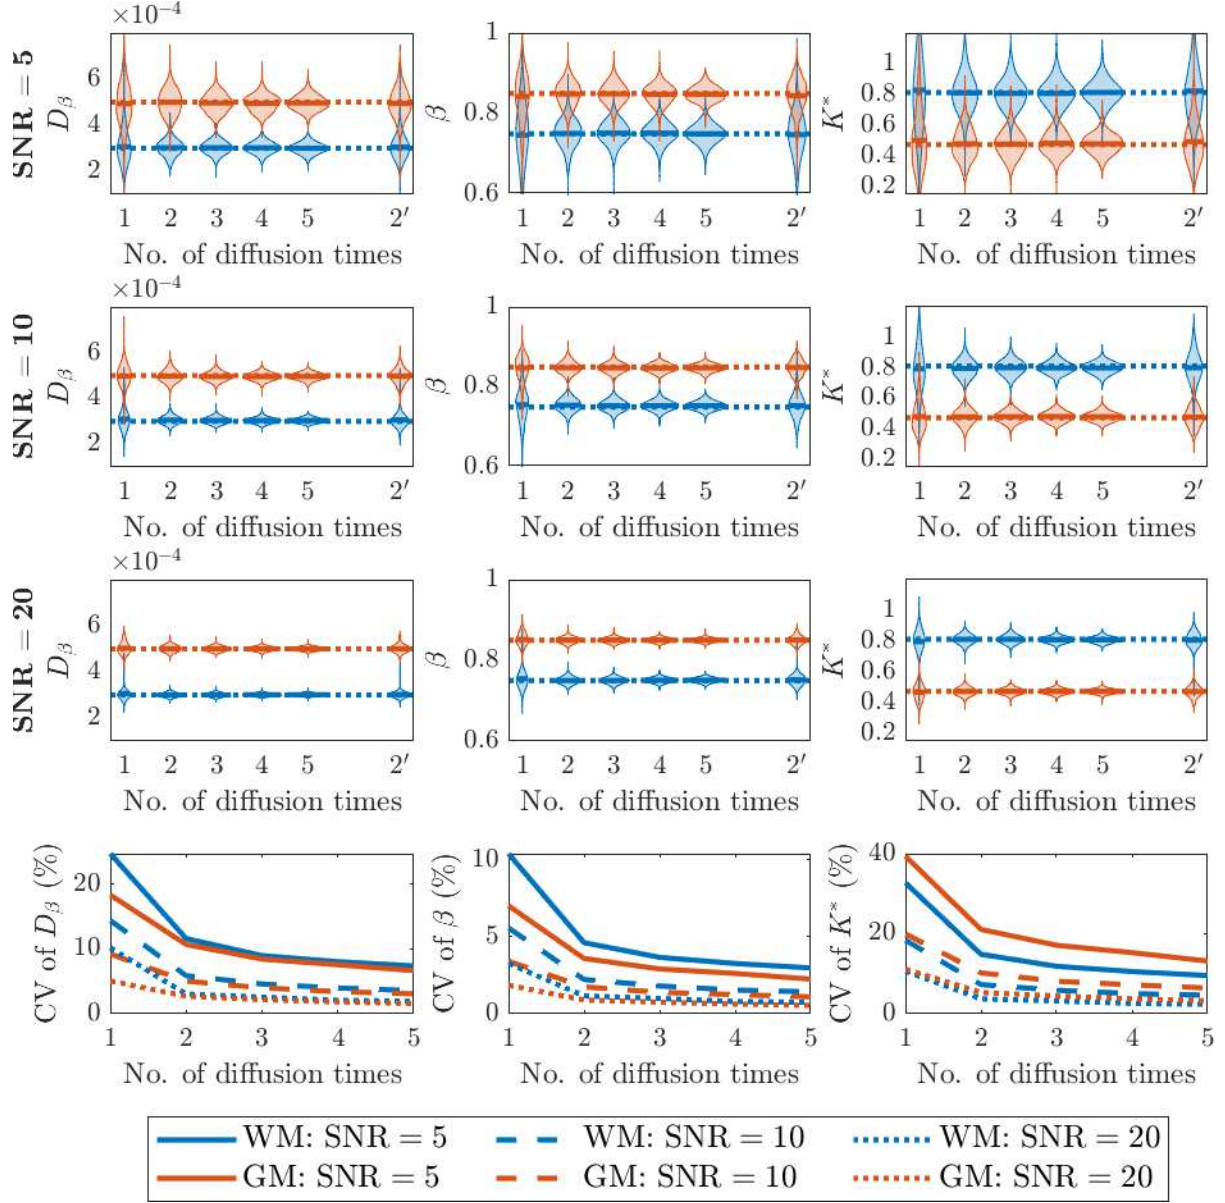 ×10⁻⁴
SNR = 5
D_β
6
4
2
1 2 3 4 5 2′
No. of diffusion times
β
1
0.8
0.6
1 2 3 4 5 2′
No. of diffusion times
K*
1
0.8
0.6
0.4
0.2
1 2 3 4 5 2′
No. of diffusion times
×10⁻⁴
SNR = 10
D_β
6
4
2
1 2 3 4 5 2′
No. of diffusion times
β
1
0.8
0.6
1 2 3 4 5 2′
No. of diffusion times
K*
1
0.8
0.6
0.4
0.2
1 2 3 4 5 2′
No. of diffusion times
×10⁻⁴
SNR = 20
D_β
6
4
2
1 2 3 4 5 2′
No. of diffusion times
β
1
0.8
0.6
1 2 3 4 5 2′
No. of diffusion times
K*
1
0.8
0.6
0.4
0.2
1 2 3 4 5 2′
No. of diffusion times
CV of D_β (%)
20
10
0
1 2 3 4 5
No. of diffusion times
CV of β (%)
10
5
0
1 2 3 4 5
No. of diffusion times
CV of K* (%)
40
20
0
1 2 3 4 5
No. of diffusion times
WM: SNR = 5 WM: SNR = 10 WM: SNR = 20
GM: SNR = 5 GM: SNR = 10 GM: SNR = 20